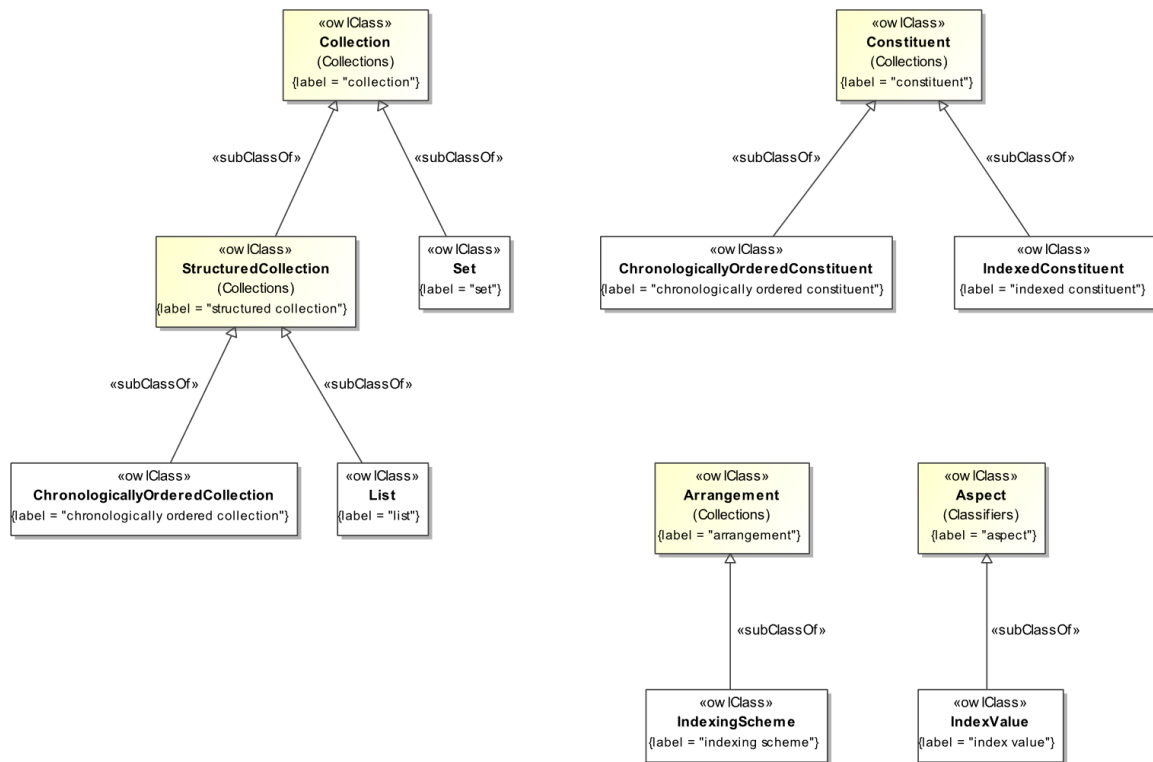 «owlClass»
Collection
(Collections)
{label = "collection"}
«owlClass»
Constituent
(Collections)
{label = "constituent"}
«subClassOf»
«subClassOf»
«subClassOf»
«subClassOf»
«owlClass»
StructuredCollection
(Collections)
{label = "structured collection"}
«owlClass»
Set
{label = "set"}
«owlClass»
ChronologicallyOrderedConstituent
{label = "chronologically ordered constituent"}
«owlClass»
IndexedConstituent
{label = "indexed constituent"}
«subClassOf»
«subClassOf»
«owlClass»
ChronologicallyOrderedCollection
{label = "chronologically ordered collection"}
«owlClass»
List
{label = "list"}
«owlClass»
Arrangement
(Collections)
{label = "arrangement"}
«owlClass»
Aspect
(Classifiers)
{label = "aspect"}
«subClassOf»
«subClassOf»
«owlClass»
IndexingScheme
{label = "indexing scheme"}
«owlClass»
IndexValue
{label = "index value"}